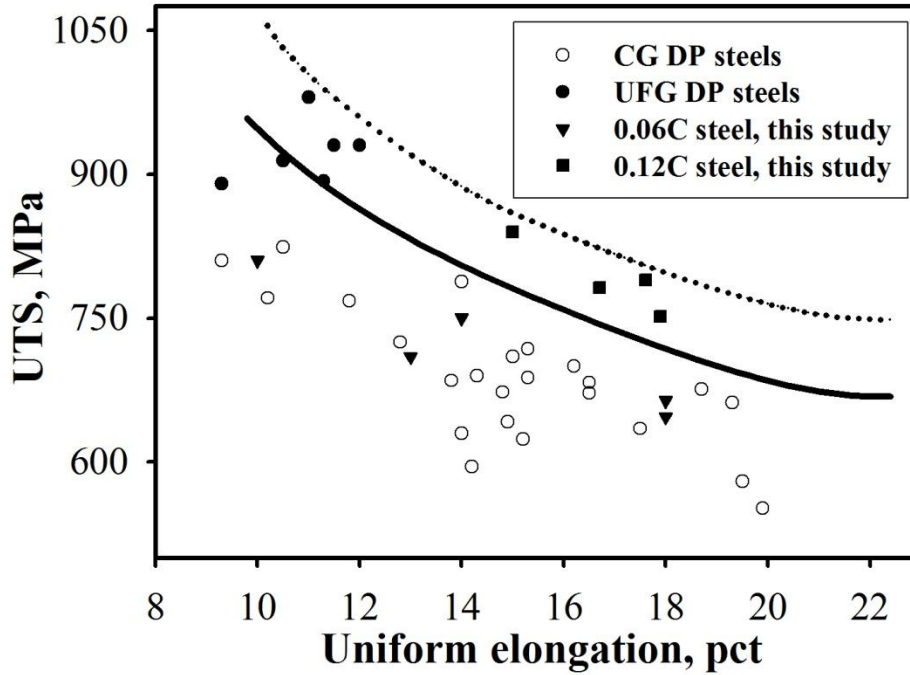 1050
900
750
600
UTS, MPa
CG DP steels
UFG DP steels
0.06C steel, this study
0.12C steel, this study
8 10 12 14 16 18 20 22
Uniform elongation, pct